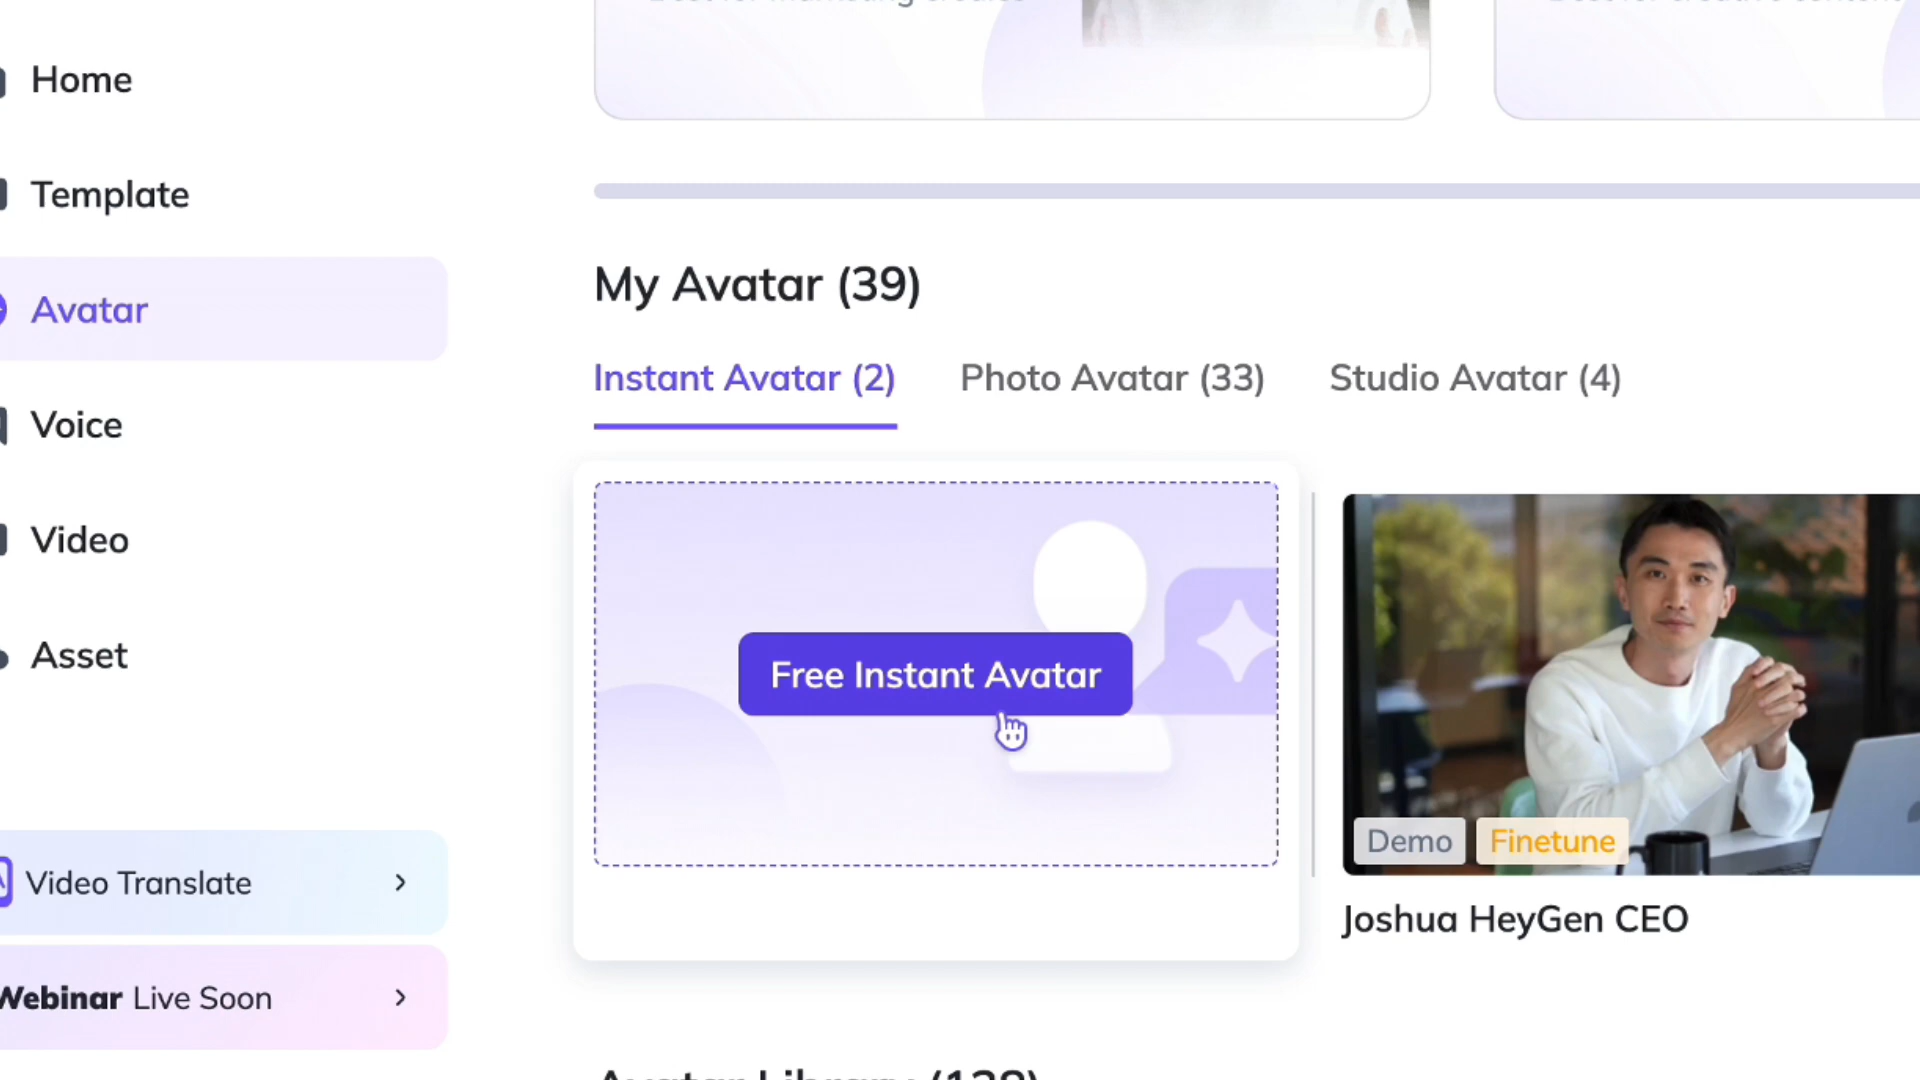 Home
Template
Avatar
Voice
Video
Asset
Video Translate
Webinar Live Soon
My Avatar (39)
Instant Avatar (2)
Photo Avatar (33)
Studio Avatar (4)
Free Instant Avatar
Demo
Finetune
Joshua HeyGen CEO